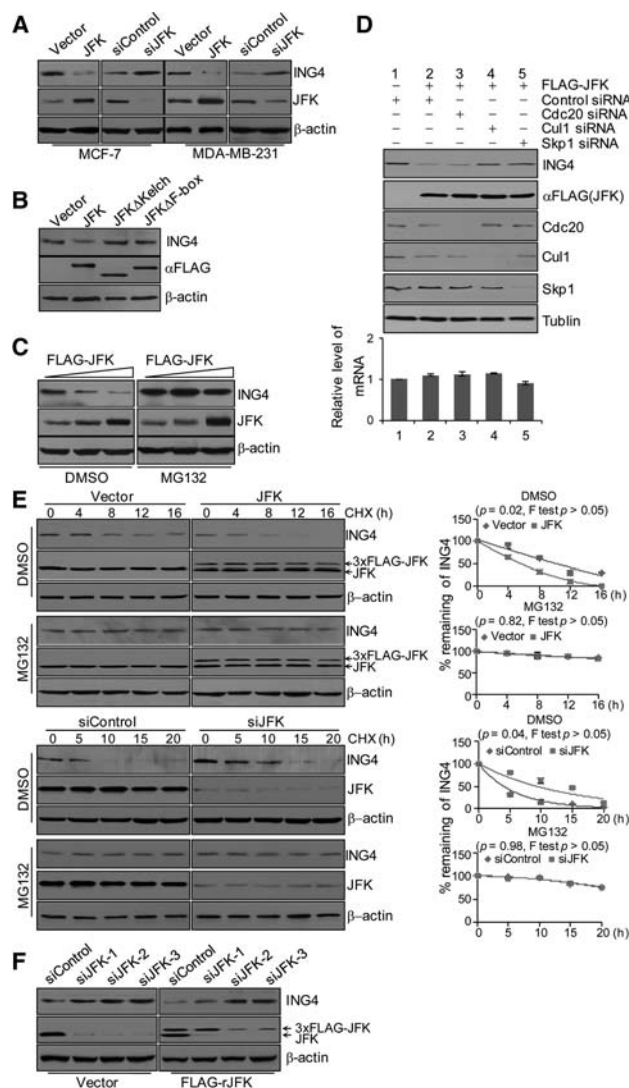 A
Vector JFK siControl siJFK Vector JFK siControl siJFK
ING4
JFK
β-actin
MCF-7 MDA-MB-231
B
Vector JFK JFKΔKelch JFKΔF-box
ING4
αFLAG
β-actin
C
FLAG-JFK FLAG-JFK
ING4
JFK
β-actin
DMSO MG132
D
1 2 3 4 5
– + + + + FLAG-JFK
+ + – – – Control siRNA
– – + – – Cdc20 siRNA
– – – + – Cul1 siRNA
– – – – + Skp1 siRNA
ING4
αFLAG(JFK)
Cdc20
Cul1
Skp1
Tublin
Relative level of mRNA
2
1
0
1 2 3 4 5
E
Vector JFK
0 4 8 12 16 0 4 8 12 16 CHX (h)
DMSO
ING4
3xFLAG-JFK
JFK
β-actin
MG132
ING4
3xFLAG-JFK
JFK
β-actin
siControl siJFK
0 5 10 15 20 0 5 10 15 20 CHX (h)
DMSO
ING4
JFK
β-actin
MG132
ING4
JFK
β-actin
% remaining of ING4
DMSO
(p = 0.02, F test p > 0.05)
Vector JFK
150
100
50
0
0 4 8 12 16 (h)
MG132
(p = 0.82, F test p > 0.05)
Vector JFK
150
100
50
0
0 4 8 12 16 (h)
% remaining of ING4
DMSO
(p = 0.04, F test p > 0.05)
siControl siJFK
150
100
50
0
0 5 10 15 20 (h)
MG132
(p = 0.98, F test p > 0.05)
siControl siJFK
150
100
50
0
0 5 10 15 20 (h)
F
siControl siJFK-1 siJFK-2 siJFK-3 siControl siJFK-1 siJFK-2 siJFK-3
ING4
3xFLAG-JFK
JFK
β-actin
Vector FLAG-rJFK